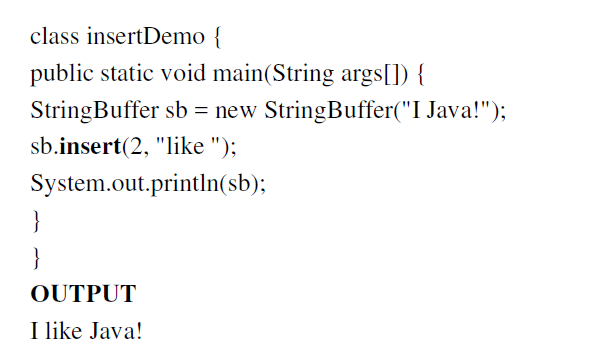 class insertDemo {
public static void main(String args[]) {
StringBuffer sb = new StringBuffer("I Java!");
sb.insert(2, "like ");
System.out.println(sb);
}
}
OUTPUT
I like Java!